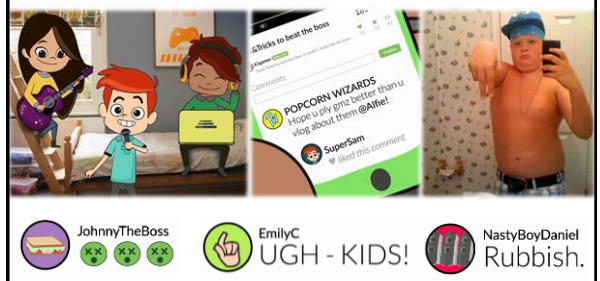 &Tricks to beat the boss
Comments
POPCORN WIZARDS
Hope u ply gmz better than u
vlog about them @Alfie!
SuperSam
liked this comment
JohnnyTheBoss
EmilyC
UGH - KIDS!
NastyBoyDaniel
Rubbish.